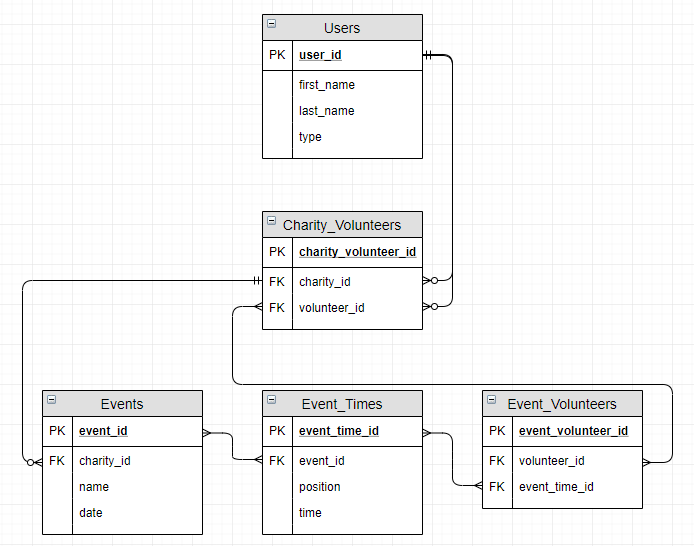 Users
PK user_id
first_name
last_name
type
Charity_Volunteers
PK charity_volunteer_id
FK charity_id
FK volunteer_id
Events
PK event_id
FK charity_id
name
date
Event_Times
PK event_time_id
FK event_id
position
time
Event_Volunteers
PK event_volunteer_id
FK volunteer_id
FK event_time_id